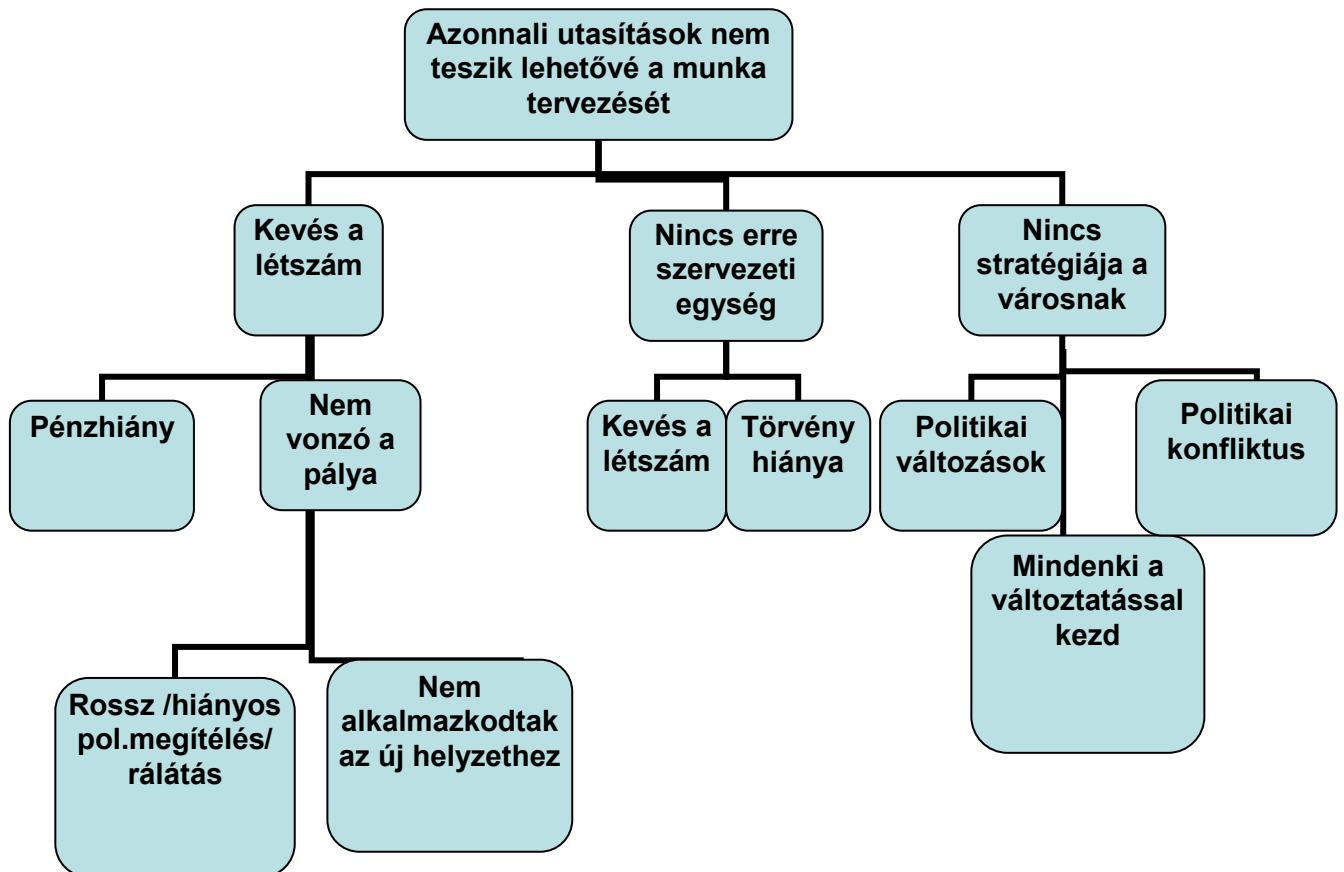 Azonnali utasítások nem
teszik lehetővé a munka
tervezését
Kevés a
létszám
Nincs erre
szervezeti
egység
Nincs
stratégiája a
városnak
Pénzhiány
Nem
vonzó a
pálya
Kevés a
létszám
Törvény
hiánya
Politikai
változások
Politikai
konfliktus
Mindenki a
változtatással
kezd
Rossz /hiányos
pol.megítélés/
rálátás
Nem
alkalmazkodtak
az új helyzethez